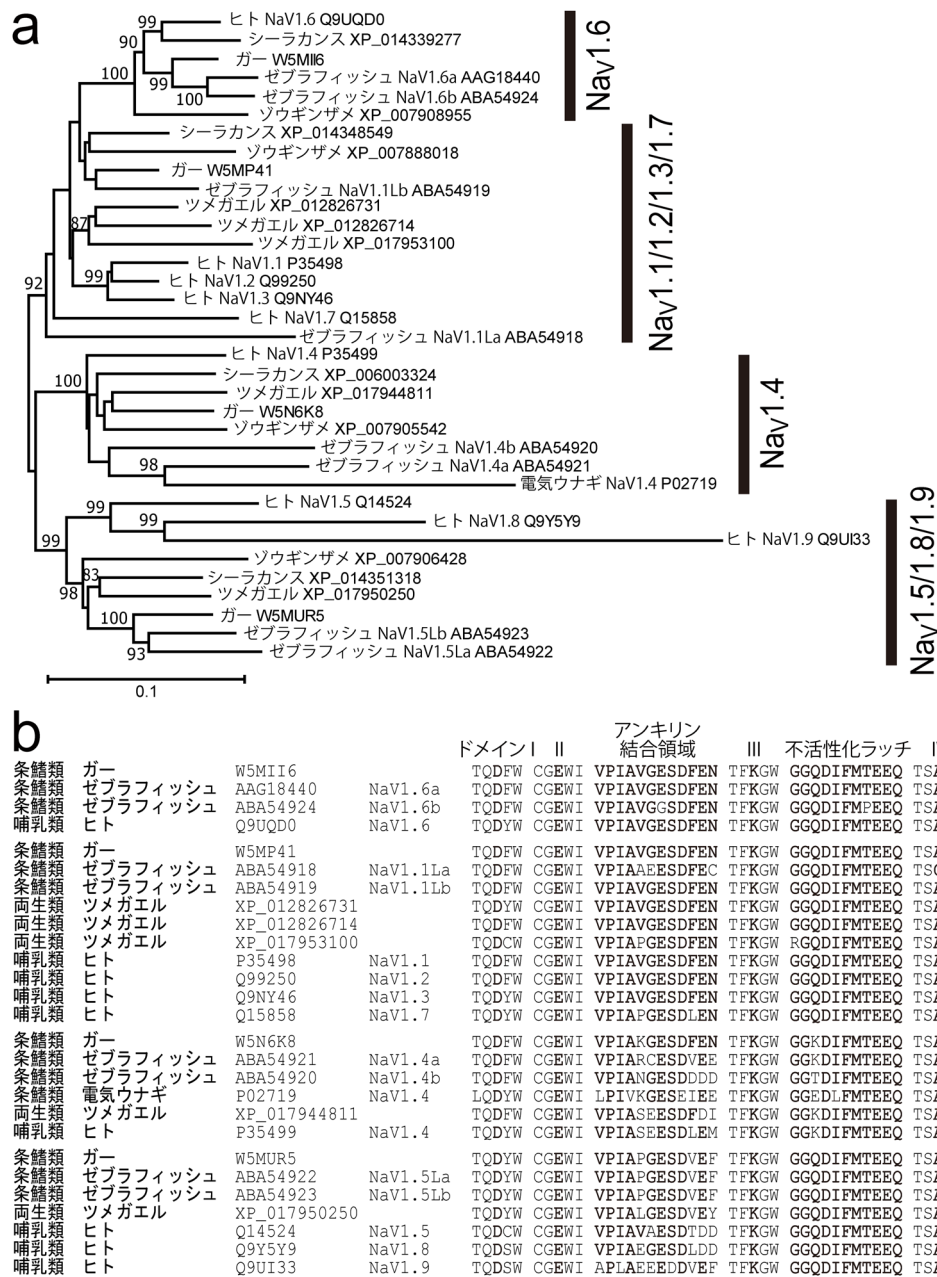 a
ヒト NaV1.6 Q9UQD0
シーラカンス XP_014339277
ガー W5MII6
ゼブラフィッシュ NaV1.6a AAG18440
ゼブラフィッシュ NaV1.6b ABA54924
ゾウギンザメ XP_007908955
シーラカンス XP_014348549
ゾウギンザメ XP_007888018
ガー W5MP41
ゼブラフィッシュ NaV1.1Lb ABA54919
ツメガエル XP_012826731
ツメガエル XP_012826714
ツメガエル XP_017953100
ヒト NaV1.1 P35498
ヒト NaV1.2 Q99250
ヒト NaV1.3 Q9NY46
ヒト NaV1.7 Q15858
ゼブラフィッシュ NaV1.1La ABA54918
ヒト NaV1.4 P35499
シーラカンス XP_006003324
ツメガエル XP_017944811
ガー W5N6K8
ゾウギンザメ XP_007905542
ゼブラフィッシュ NaV1.4b ABA54920
ゼブラフィッシュ NaV1.4a ABA54921
電気ウナギ NaV1.4 P02719
ヒト NaV1.5 Q14524
ヒト NaV1.8 Q9Y5Y9
ヒト NaV1.9 Q9UI33
ゾウギンザメ XP_007906428
シーラカンス XP_014351318
ツメガエル XP_017950250
ガー W5MUR5
ゼブラフィッシュ NaV1.5Lb ABA54923
ゼブラフィッシュ NaV1.5La ABA54922
99
90
100
99
100
87
99
92
100
98
99
99
99
83
98
100
93
0.1
Nav1.6
Nav1.1/1.2/1.3/1.7
Nav1.4
Nav1.5/1.8/1.9
b
アンキリン
ドメイン I II 結合領域 III 不活性化ラッチ
条鰭類 ガー W5MII6 TQDFW CGEWI VPIAVGESDFEN TFKGW GGQDIFMTEEQ
条鰭類 ゼブラフィッシュ AAG18440 NaV1.6a TQDFW CGEWI VPIAVGESDFEN TFKGW GGQDIFMTEEQ
条鰭類 ゼブラフィッシュ ABA54924 NaV1.6b TQDFW CGEWI VPIAVGGSDFEN TFKGW GGQDIFMPEEQ
哺乳類 ヒト Q9UQD0 NaV1.6 TQDYW CGEWI VPIAVGESDFEN TFKGW GGQDIFMTEEQ
条鰭類 ガー W5MP41 TQDFW CGEWI VPIAVGESDFEN TFKGW GGQDIFMTEEQ
条鰭類 ゼブラフィッシュ ABA54918 NaV1.1La TQDFW CGEWI VPIAAEESDFEC TFKGW GGQDIFMTEEQ
条鰭類 ゼブラフィッシュ ABA54919 NaV1.1Lb TQDFW CGEWI VPIAVGESDFEN TFKGW GGQDIFMTEEQ
両生類 ツメガエル XP_012826731 TQDYW CGEWI VPIAVGESDFEN TFKGW GGQDIFMTEEQ
両生類 ツメガエル XP_012826714 TQDFW CGEWI VPIAVGESDFEN TFKGW GGQDIFMTEEQ
両生類 ツメガエル XP_017953100 TQDCW CGEWI VPIAPGESDFEN TFKGW RGQDIFMTEEQ
哺乳類 ヒト P35498 NaV1.1 TQDFW CGEWI VPIAVGESDFEN TFKGW GGQDIFMTEEQ
哺乳類 ヒト Q99250 NaV1.2 TQDFW CGEWI VPIAVGESDFEN TFKGW GGQDIFMTEEQ
哺乳類 ヒト Q9NY46 NaV1.3 TQDYW CGEWI VPIAVGESDFEN TFKGW GGQDIFMTEEQ
哺乳類 ヒト Q15858 NaV1.7 TQDYW CGEWI VPIAPGESDLEN TFKGW GGQDIFMTEEQ
条鰭類 ガー W5N6K8 TQDFW CGEWI VPIAKGESDFEN TFKGW GGKDIFMTEEQ
条鰭類 ゼブラフィッシュ ABA54921 NaV1.4a TQDFW CGEWI VPIARCESDVEE TFKGW GGKDIFMTEEQ
条鰭類 ゼブラフィッシュ ABA54920 NaV1.4b TQDFW CGEWI VPIANGESDDDD TFKGW GGTDIFMTEEQ
条鰭類 電気ウナギ P02719 NaV1.4 LQDYW CGEWI LPIVKGESEIEE TFKGW GGEDLFMTEEQ
両生類 ツメガエル XP_017944811 TQDYW CGEWI VPIASEESDFDI TFKGW GGKDIFMTEEQ
哺乳類 ヒト P35499 NaV1.4 TQDYW CGEWI VPIASEESDLEM TFKGW GGKDIFMTEEQ
条鰭類 ガー W5MUR5 TQDYW CGEWI VPIAPGESDVEF TFKGW GGQDIFMTEEQ
条鰭類 ゼブラフィッシュ ABA54922 NaV1.5La TQDYW CGEWI VPIAPGESDVEF TFKGW GGQDIFMTEEQ
条鰭類 ゼブラフィッシュ ABA54923 NaV1.5Lb TQDYW CGEWI VPIAPGESDVEF TFKGW GGQDIFMTEEQ
両生類 ツメガエル XP_017950250 TQDYW CGEWI VPIALGESDVEY TFKGW GGQDIFMTEEQ
哺乳類 ヒト Q14524 NaV1.5 TQDCW CGEWI VPIAVAESDTDD TFKGW GGQDIFMTEEQ
哺乳類 ヒト Q9Y5Y9 NaV1.8 TQDSW CGEWI VPIAEGESDLDD TFKGW GGQDIFMTEEQ
哺乳類 ヒト Q9UI33 NaV1.9 TQDSW CGEWI APLAEEEDDVEF TFKGW GGQDIFMTEEQ